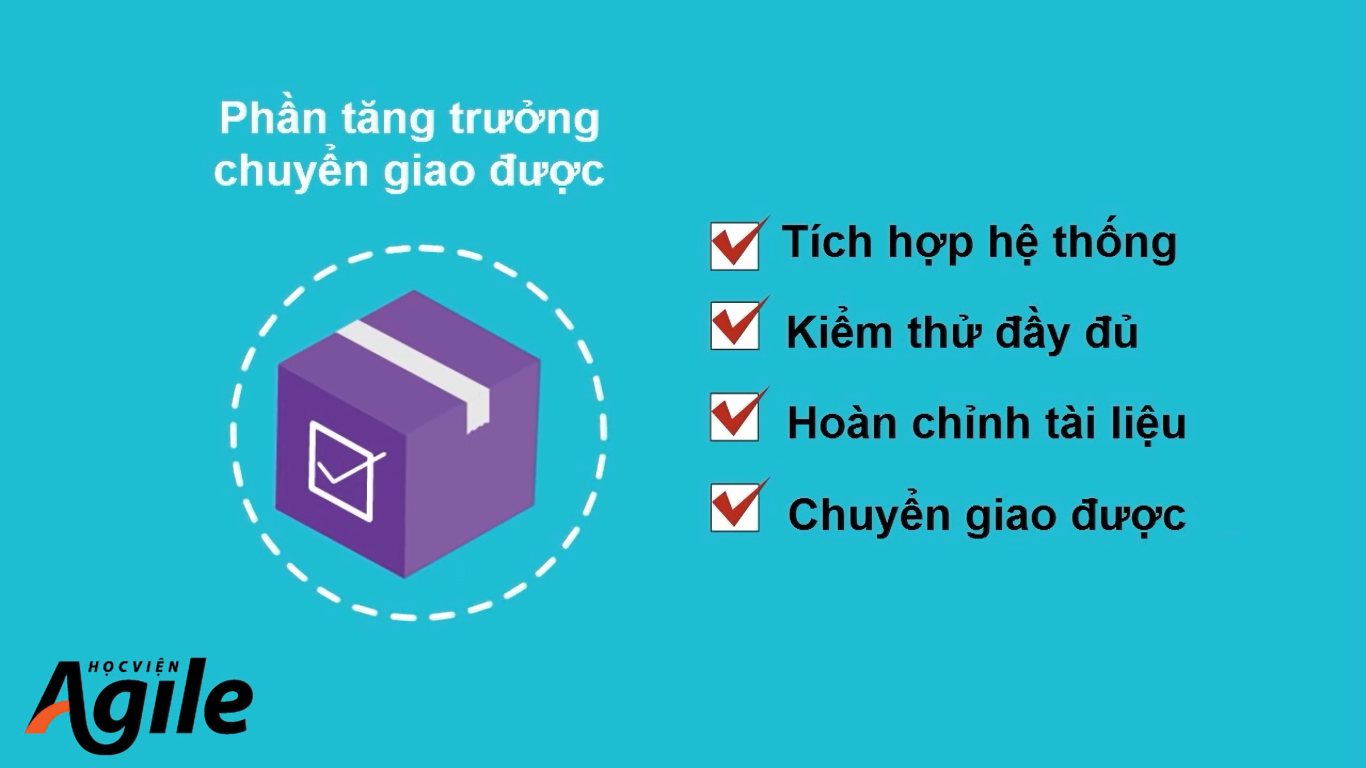 Phần tăng trưởng
chuyển giao được
Tích hợp hệ thống
Kiểm thử đầy đủ
Hoàn chỉnh tài liệu
Chuyển giao được
HỌC VIỆN
Agile